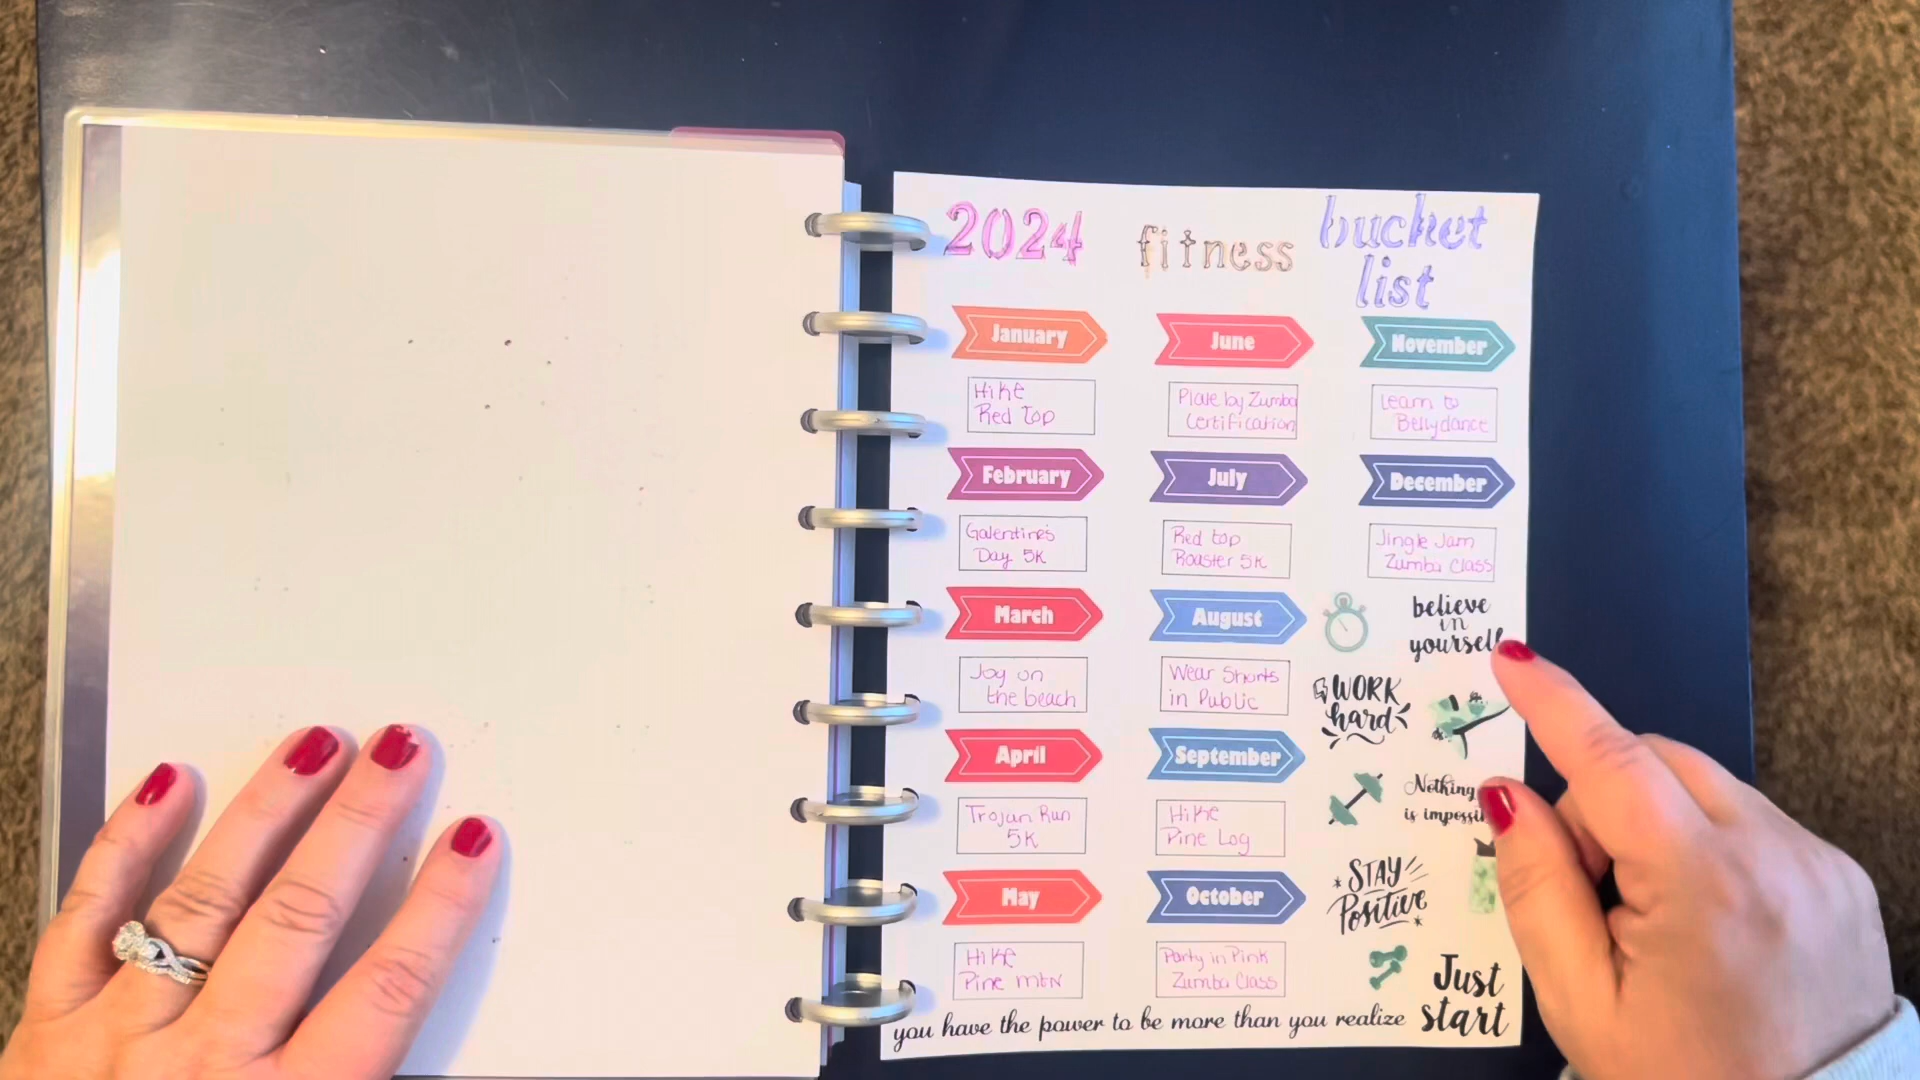 2024 fitness bucket
list
January
Hike
Red Top
February
Galentine's
Day 5K
March
Jog on
the beach
April
Trojan Run
5K
May
Hike
Pine mtn
June
Plate by Zumba
Certification
July
Red top
Roaster 5K
August
Wear Shorts
in Public
September
Hike
Pine Log
October
Party in Pink
Zumba Class
November
Learn to
Bellydance
December
Jingle Jam
Zumba Class
believe
in
yourself
WORK
hard
Nothing
is
STAY
Positive
Just
start
you have the power to be more than you realize